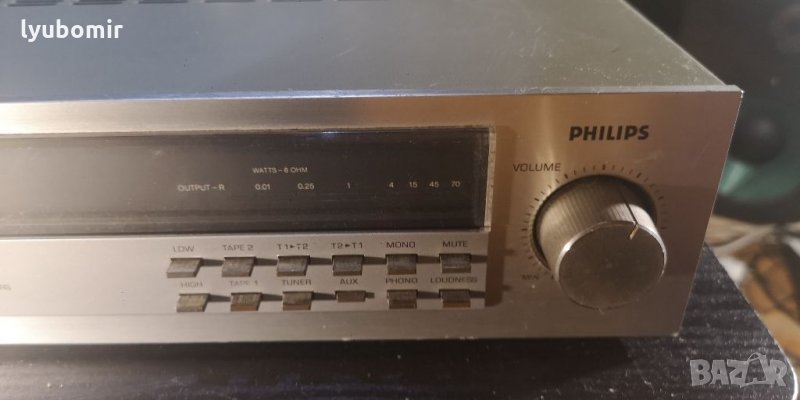 lyubomir
PHILIPS
VOLUME
WATTS–8 OHM
OUTPUT–R 0.01 0.25 1 4 15 45 70
LOW TAPE 2 T1►T2 T2►T1 MONO MUTE
HIGH TAPE 1 TUNER AUX PHONO LOUDNESS
MIN
BAZAR